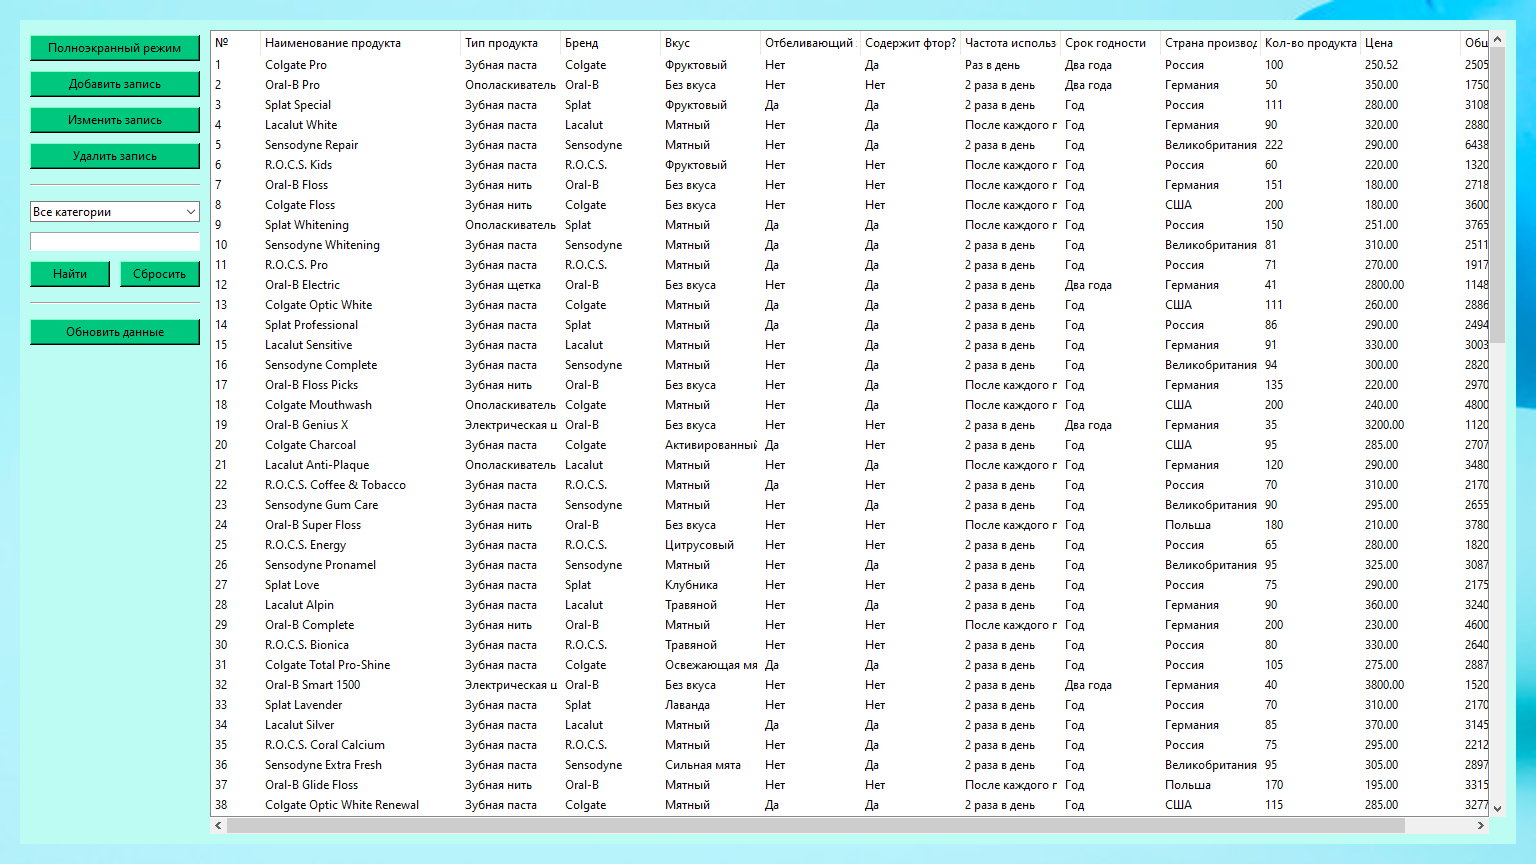 Полноэкранный режим
Добавить запись
Изменить запись
Удалить запись
Все категории
Найти Сбросить
Обновить данные
№ Наименование продукта Тип продукта Бренд Вкус Отбеливающий Содержит фтор? Частота использ Срок годности Страна производ Кол-во продукта Цена Общ
1 Colgate Pro Зубная паста Colgate Фруктовый Нет Да Раз в день Два года Россия 100 250.52 2505
2 Oral-B Pro Ополаскиватель Oral-B Без вкуса Нет Нет 2 раза в день Два года Германия 50 350.00 1750
3 Splat Special Зубная паста Splat Фруктовый Да Да 2 раза в день Год Россия 111 280.00 3108
4 Lacalut White Зубная паста Lacalut Мятный Нет Да После каждого Год Германия 90 320.00 2880
5 Sensodyne Repair Зубная паста Sensodyne Мятный Нет Да 2 раза в день Год Великобритания 222 290.00 6438
6 R.O.C.S. Kids Зубная паста R.O.C.S. Фруктовый Нет Нет После каждого Год Россия 60 220.00 1320
7 Oral-B Floss Зубная нить Oral-B Без вкуса Нет Нет После каждого Год Германия 151 180.00 2718
8 Colgate Floss Зубная нить Colgate Без вкуса Нет Нет После каждого Год США 200 180.00 3600
9 Splat Whitening Ополаскиватель Splat Мятный Да Да После каждого Год Россия 150 251.00 3765
10 Sensodyne Whitening Зубная паста Sensodyne Мятный Да Да 2 раза в день Год Великобритания 81 310.00 2511
11 R.O.C.S. Pro Зубная паста R.O.C.S. Мятный Да Да 2 раза в день Год Россия 71 270.00 1917
12 Oral-B Electric Зубная щетка Oral-B Без вкуса Нет Нет 2 раза в день Два года Германия 41 2800.00 1148
13 Colgate Optic White Зубная паста Colgate Мятный Да Да 2 раза в день Год США 111 260.00 2886
14 Splat Professional Зубная паста Splat Мятный Да Да 2 раза в день Год Россия 86 290.00 2494
15 Lacalut Sensitive Зубная паста Lacalut Мятный Нет Да 2 раза в день Год Германия 91 330.00 3003
16 Sensodyne Complete Зубная паста Sensodyne Мятный Нет Да 2 раза в день Год Великобритания 94 300.00 2820
17 Oral-B Floss Picks Зубная нить Oral-B Без вкуса Нет Да После каждого Год Германия 135 220.00 2970
18 Colgate Mouthwash Ополаскиватель Colgate Мятный Нет Да После каждого Год США 200 240.00 4800
19 Oral-B Genius X Электрическая щ Oral-B Без вкуса Нет Нет 2 раза в день Два года Германия 35 3200.00 1120
20 Colgate Charcoal Зубная паста Colgate Активированный Да Нет 2 раза в день Год США 95 285.00 2707
21 Lacalut Anti-Plaque Ополаскиватель Lacalut Мятный Нет Да После каждого Год Германия 120 290.00 3480
22 R.O.C.S. Coffee & Tobacco Зубная паста R.O.C.S. Мятный Да Нет 2 раза в день Год Россия 70 310.00 2170
23 Sensodyne Gum Care Зубная паста Sensodyne Мятный Нет Да 2 раза в день Год Великобритания 90 295.00 2655
24 Oral-B Super Floss Зубная нить Oral-B Без вкуса Нет Нет После каждого Год Польша 180 210.00 3780
25 R.O.C.S. Energy Зубная паста R.O.C.S. Цитрусовый Нет Нет 2 раза в день Год Россия 65 280.00 1820
26 Sensodyne Pronamel Зубная паста Sensodyne Мятный Нет Да 2 раза в день Год Великобритания 95 325.00 3087
27 Splat Love Зубная паста Splat Клубника Нет Нет 2 раза в день Год Россия 75 290.00 2175
28 Lacalut Alpin Зубная паста Lacalut Травяной Нет Да 2 раза в день Год Германия 90 360.00 3240
29 Oral-B Complete Зубная нить Oral-B Мятный Нет Нет После каждого Год Германия 200 230.00 4600
30 R.O.C.S. Bionica Зубная паста R.O.C.S. Травяной Нет Нет 2 раза в день Год Россия 80 330.00 2640
31 Colgate Total Pro-Shine Зубная паста Colgate Освежающая мя Да Да 2 раза в день Год Россия 105 275.00 2887
32 Oral-B Smart 1500 Электрическая щ Oral-B Без вкуса Нет Нет 2 раза в день Два года Германия 40 3800.00 1520
33 Splat Lavender Зубная паста Splat Лаванда Нет Нет 2 раза в день Год Россия 70 310.00 2170
34 Lacalut Silver Зубная паста Lacalut Мятный Да Да 2 раза в день Год Германия 85 370.00 3145
35 R.O.C.S. Coral Calcium Зубная паста R.O.C.S. Мятный Нет Да 2 раза в день Год Россия 75 295.00 2212
36 Sensodyne Extra Fresh Зубная паста Sensodyne Сильная мята Нет Да 2 раза в день Год Великобритания 95 305.00 2897
37 Oral-B Glide Floss Зубная нить Oral-B Мятный Нет Нет После каждого Год Польша 170 195.00 3315
38 Colgate Optic White Renewal Зубная паста Colgate Мятный Да Да 2 раза в день Год США 115 285.00 3277